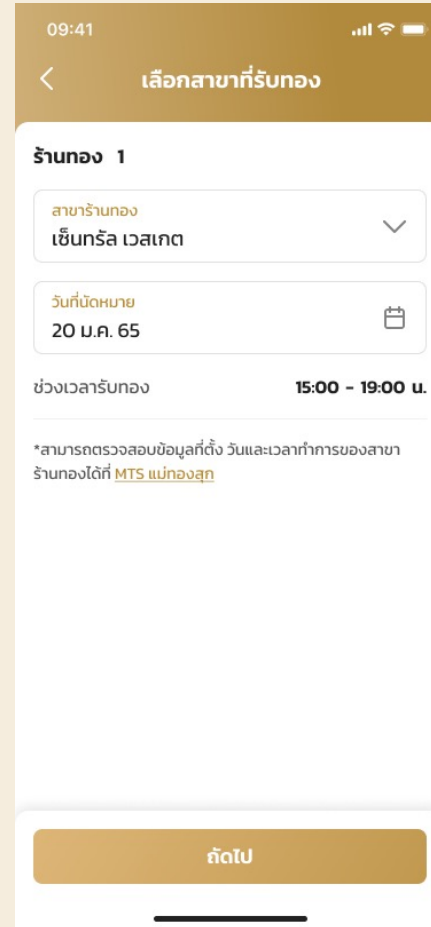 09:41
เลือกสาขาที่รับทอง
ร้านทอง 1
สาขาร้านทอง
เซ็นทรัล เวสเกต
วันที่นัดหมาย
20 ม.ค. 65
ช่วงเวลารับทอง 15:00 - 19:00 น.
*สามารถตรวจสอบข้อมูลที่ตั้ง วันและเวลาทำการของสาขา
ร้านทองได้ที่ MTS แม่ทองสุก
ถัดไป